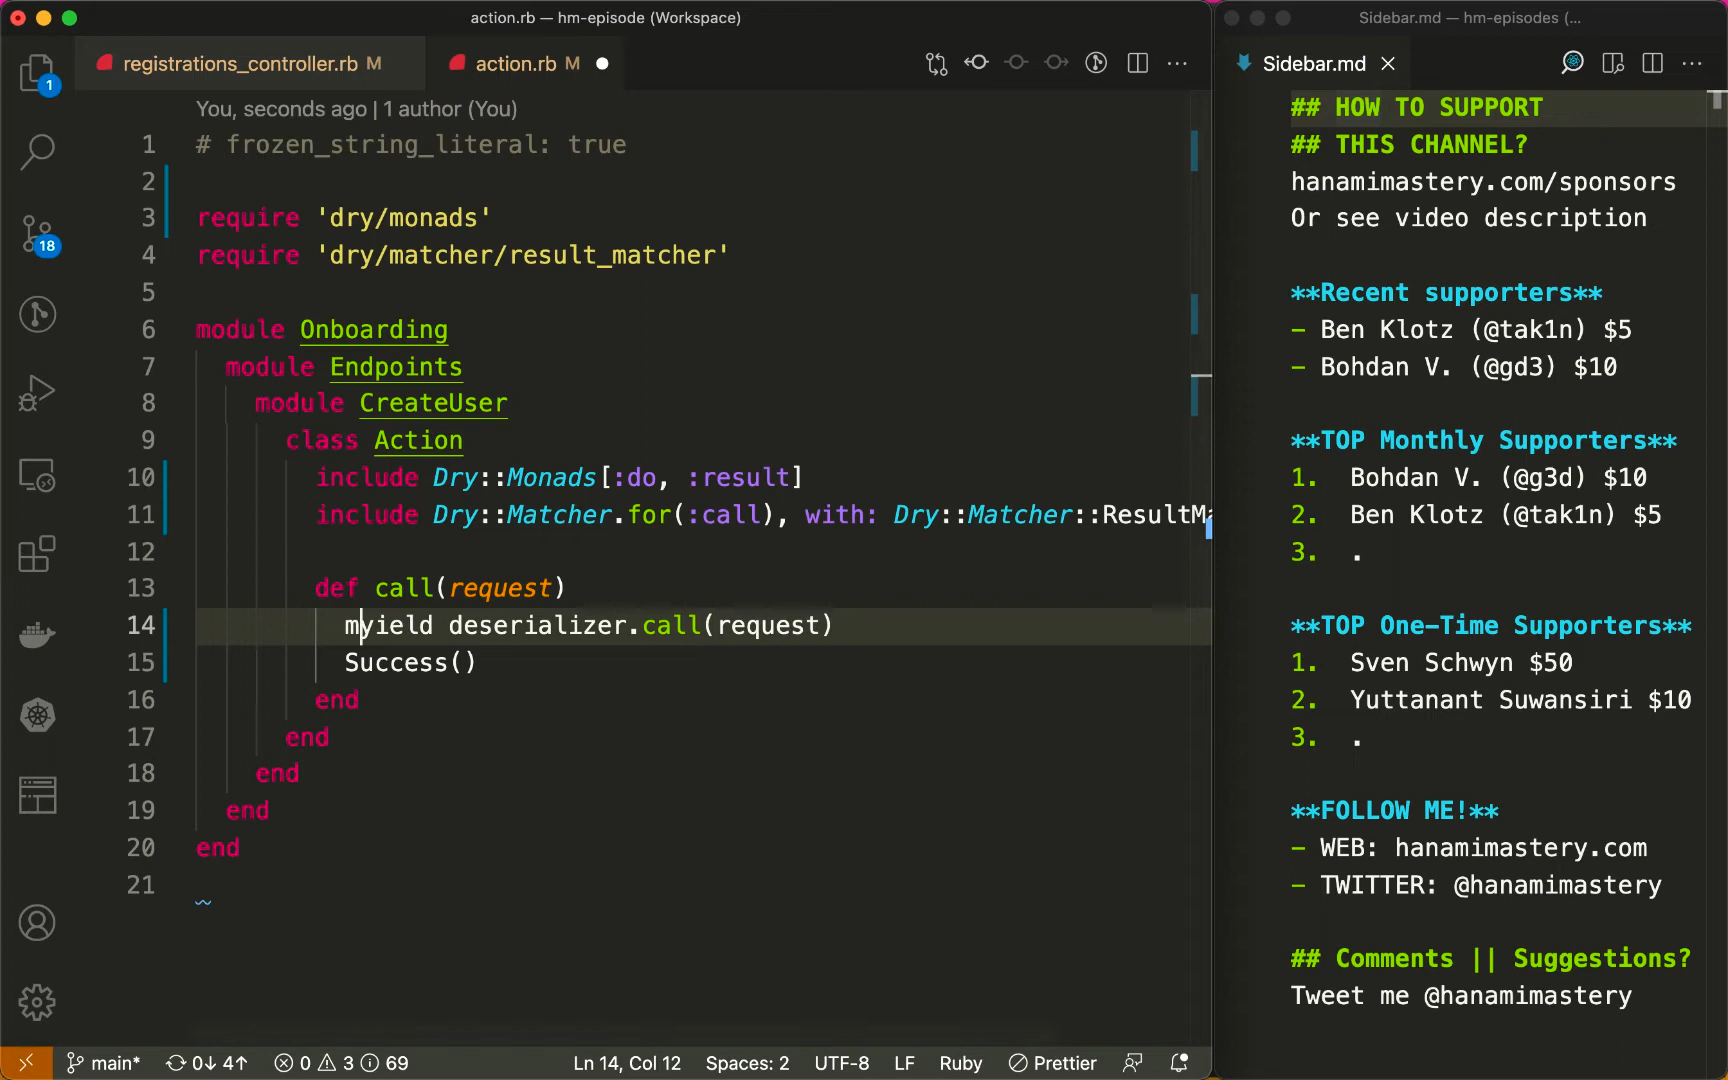 action.rb — hm-episode (Workspace)
registrations_controller.rb M
action.rb M
You, seconds ago | 1 author (You)
1 # frozen_string_literal: true
2
3 require 'dry/monads'
4 require 'dry/matcher/result_matcher'
5
6 module Onboarding
7 module Endpoints
8 module CreateUser
9 class Action
10 include Dry::Monads[:do, :result]
11 include Dry::Matcher.for(:call), with: Dry::Matcher::ResultMa
12
13 def call(request)
14 myield deserializer.call(request)
15 Success()
16 end
17 end
18 end
19 end
20 end
21
1
18
main* 0↓ 4↑ 0 3 69 Ln 14, Col 12 Spaces: 2 UTF-8 LF Ruby Prettier
Sidebar.md — hm-episodes (...
Sidebar.md
## HOW TO SUPPORT
## THIS CHANNEL?
hanamimastery.com/sponsors
Or see video description
**Recent supporters**
- Ben Klotz (@tak1n) $5
- Bohdan V. (@gd3) $10
**TOP Monthly Supporters**
1. Bohdan V. (@g3d) $10
2. Ben Klotz (@tak1n) $5
3. .
**TOP One-Time Supporters**
1. Sven Schwyn $50
2. Yuttanant Suwansiri $10
3. .
**FOLLOW ME!**
- WEB: hanamimastery.com
- TWITTER: @hanamimastery
## Comments || Suggestions?
Tweet me @hanamimastery